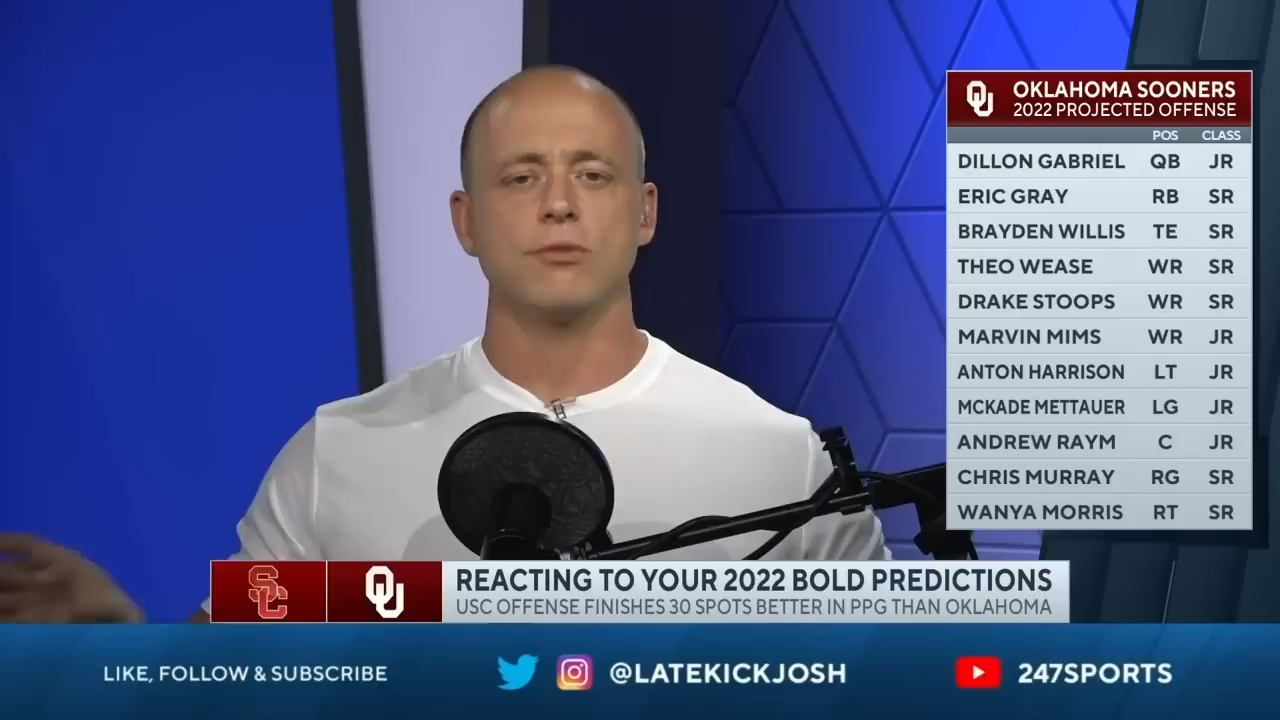 OU OKLAHOMA SOONERS
2022 PROJECTED OFFENSE
POS CLASS
DILLON GABRIEL QB JR
ERIC GRAY RB SR
BRAYDEN WILLIS TE SR
THEO WEASE WR SR
DRAKE STOOPS WR SR
MARVIN MIMS WR JR
ANTON HARRISON LT JR
MCKADE METTAUER LG JR
ANDREW RAYM C JR
CHRIS MURRAY RG SR
WANYA MORRIS RT SR
SC OU REACTING TO YOUR 2022 BOLD PREDICTIONS
USC OFFENSE FINISHES 30 SPOTS BETTER IN PPG THAN OKLAHOMA
LIKE, FOLLOW & SUBSCRIBE @LATEKICKJOSH 247SPORTS